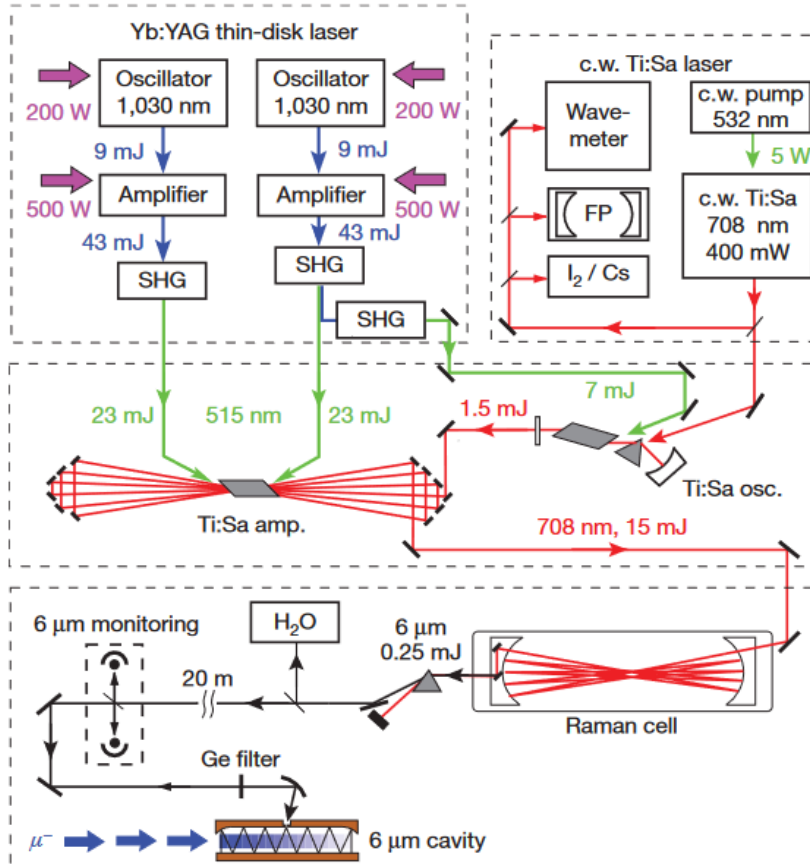 Yb:YAG thin-disk laser
Oscillator
1,030 nm
Oscillator
1,030 nm
200 W
200 W
9 mJ
9 mJ
Amplifier
Amplifier
500 W
500 W
43 mJ
43 mJ
SHG
SHG
SHG
c.w. Ti:Sa laser
Wave-
meter
c.w. pump
532 nm
5 W
FP
c.w. Ti:Sa
708 nm
400 mW
I₂ / Cs
23 mJ
515 nm
23 mJ
7 mJ
1.5 mJ
Ti:Sa osc.
Ti:Sa amp.
708 nm, 15 mJ
6 μm monitoring
H₂O
6 μm
0.25 mJ
20 m
Raman cell
Ge filter
μ⁻
6 μm cavity